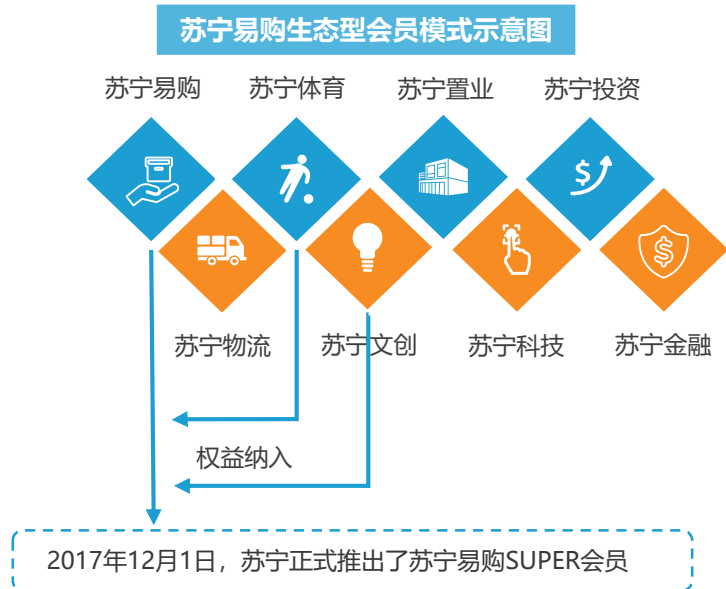 苏宁易购生态型会员模式示意图
苏宁易购 苏宁体育 苏宁置业 苏宁投资
苏宁物流 苏宁文创 苏宁科技 苏宁金融
权益纳入
2017年12月1日，苏宁正式推出了苏宁易购SUPER会员